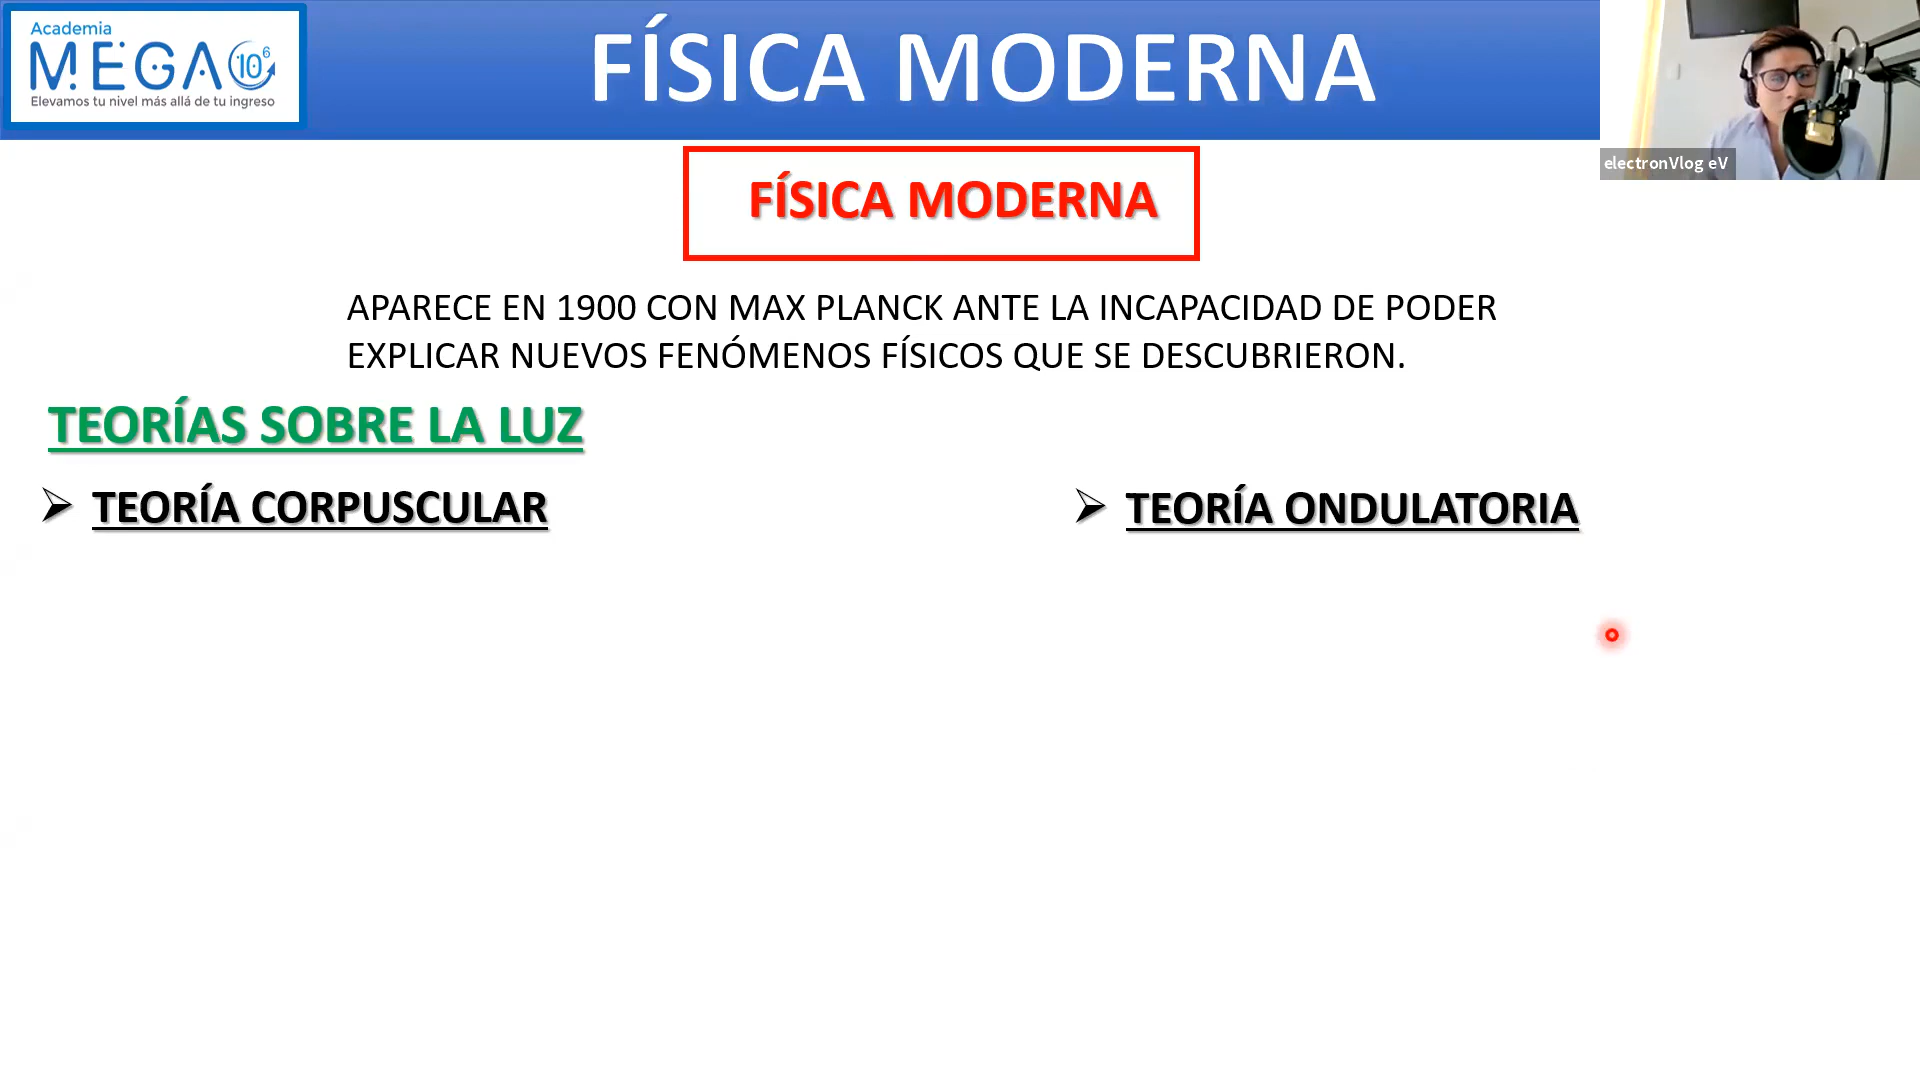 Academia
MEGA 10⁶
Elevamos tu nivel más allá de tu ingreso
FÍSICA MODERNA
electronVlog eV
FÍSICA MODERNA
APARECE EN 1900 CON MAX PLANCK ANTE LA INCAPACIDAD DE PODER
EXPLICAR NUEVOS FENÓMENOS FÍSICOS QUE SE DESCUBRIERON.
TEORÍAS SOBRE LA LUZ
TEORÍA CORPUSCULAR
TEORÍA ONDULATORIA